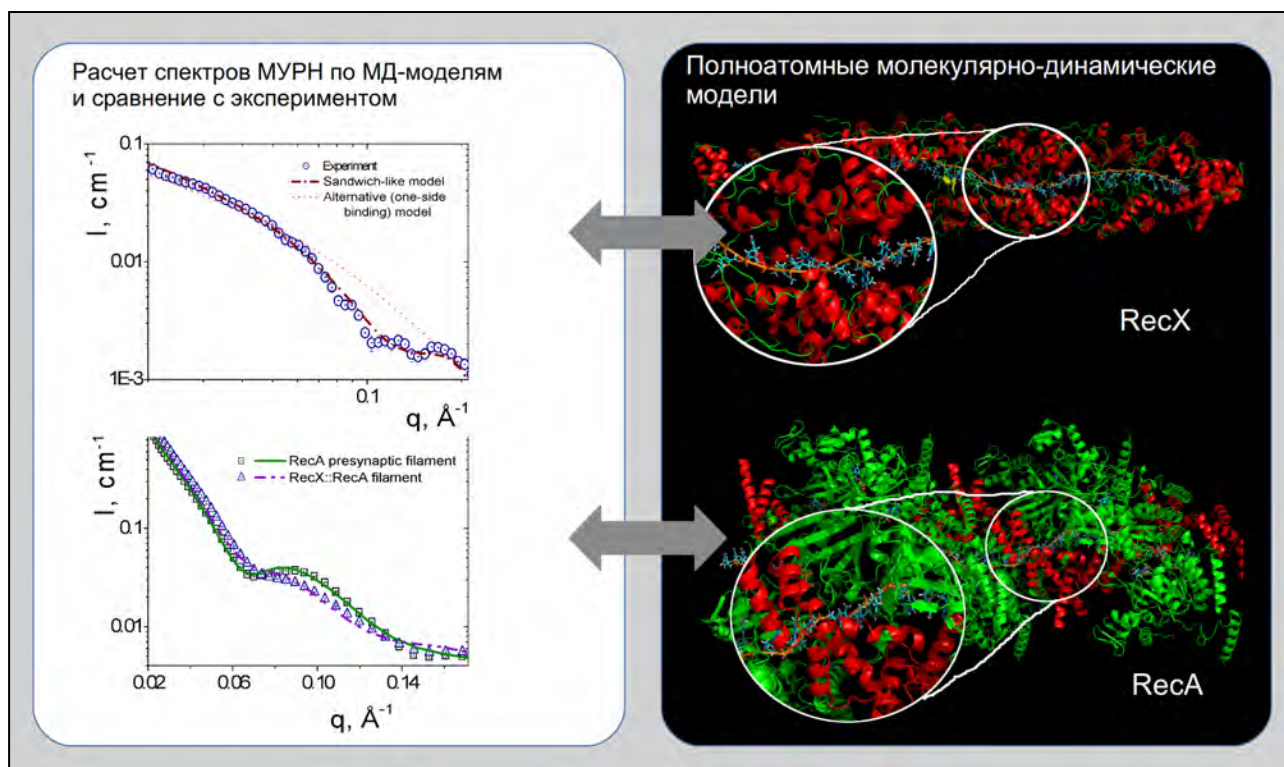 Расчет спектров МУРН по МД-моделям
и сравнение с экспериментом
0.1
0.01
1E-3
I, cm⁻¹
Experiment
Sandwich-like model
Alternative (one-side
binding) model
0.1
q, Å⁻¹
I, cm⁻¹
0.1
0.01
RecA presynaptic filament
RecX::RecA filament
0.02 0.06 0.10 0.14
q, Å⁻¹
Полноатомные молекулярно-динамические
модели
RecX
RecA